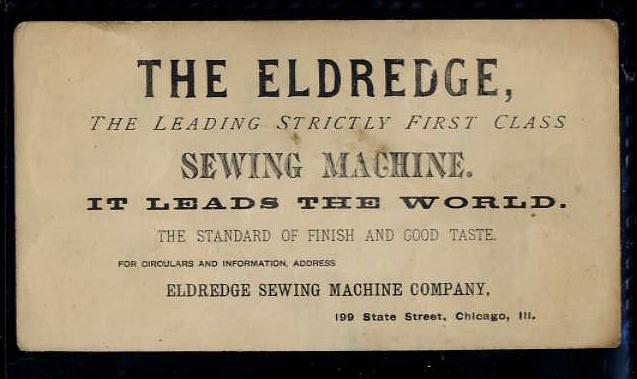 THE ELDREDGE,
THE LEADING STRICTLY FIRST CLASS
SEWING MACHINE.
IT LEADS THE WORLD.
THE STANDARD OF FINISH AND GOOD TASTE.
FOR CIRCULARS AND INFORMATION, ADDRESS
ELDREDGE SEWING MACHINE COMPANY,
199 State Street, Chicago, Ill.